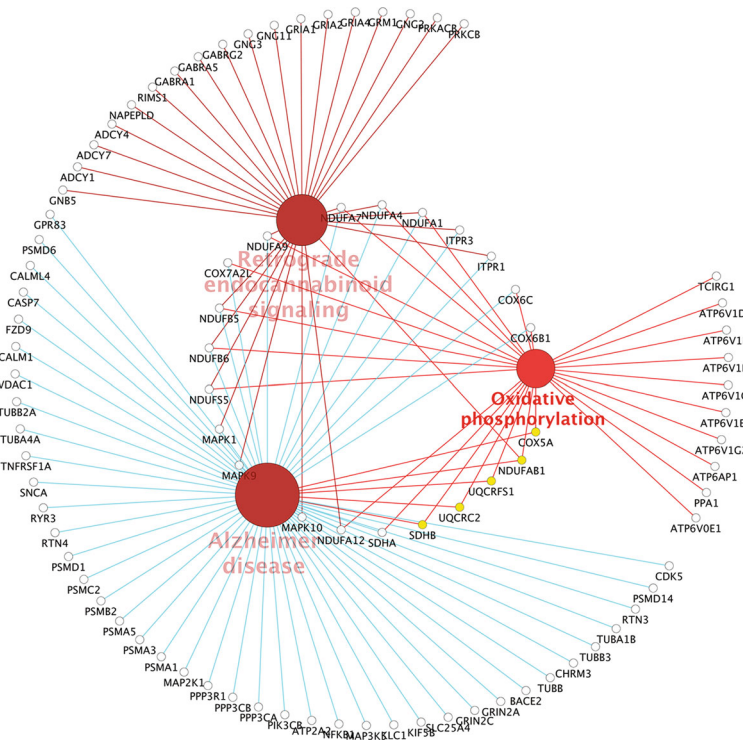 GRIA1
GRIA2
GRIA4
GRM1
GNG2
PRKACB
PRKCB
GNG11
GNG3
GABRG2
GABRA5
GABRA1
RIMS1
NAPEPLD
ADCY4
ADCY7
ADCY1
GNB5
GPR83
PSMD6
CALML4
CASP7
FZD9
CALM1
VDAC1
TUBB2A
TUBA4A
TNFRSF1A
SNCA
RYR3
RTN4
PSMD1
PSMC2
PSMB2
PSMA5
PSMA3
PSMA1
MAP2K1
PPP3R1
PPP3CB
PPP3CA
PIK3CB
ATP2A2
NFKB1
KLC1
KIF5B
SLC25A4
GRIN2C
GRIN2A
BACE2
TUBB
CHRM3
TUBB3
TUBA1B
RTN3
PSMD14
CDK5
NDUFA7
NDUFA4
NDUFA1
ITPR3
ITPR1
COX6C
COX6B1
NDUFA9
COX7A2L
NDUFB5
NDUFB6
NDUFS5
MAPK1
MAPK9
MAPK10
NDUFA12
SDHA
SDHB
UQCRC2
UQCRFS1
NDUFAB1
COX5A
Retrograde
endocannabinoid
signaling
Oxidative
phosphorylation
Alzheimer
disease
TCIRG1
ATP6V1D
ATP6V1G
ATP6AP1
PPA1
ATP6V0E1